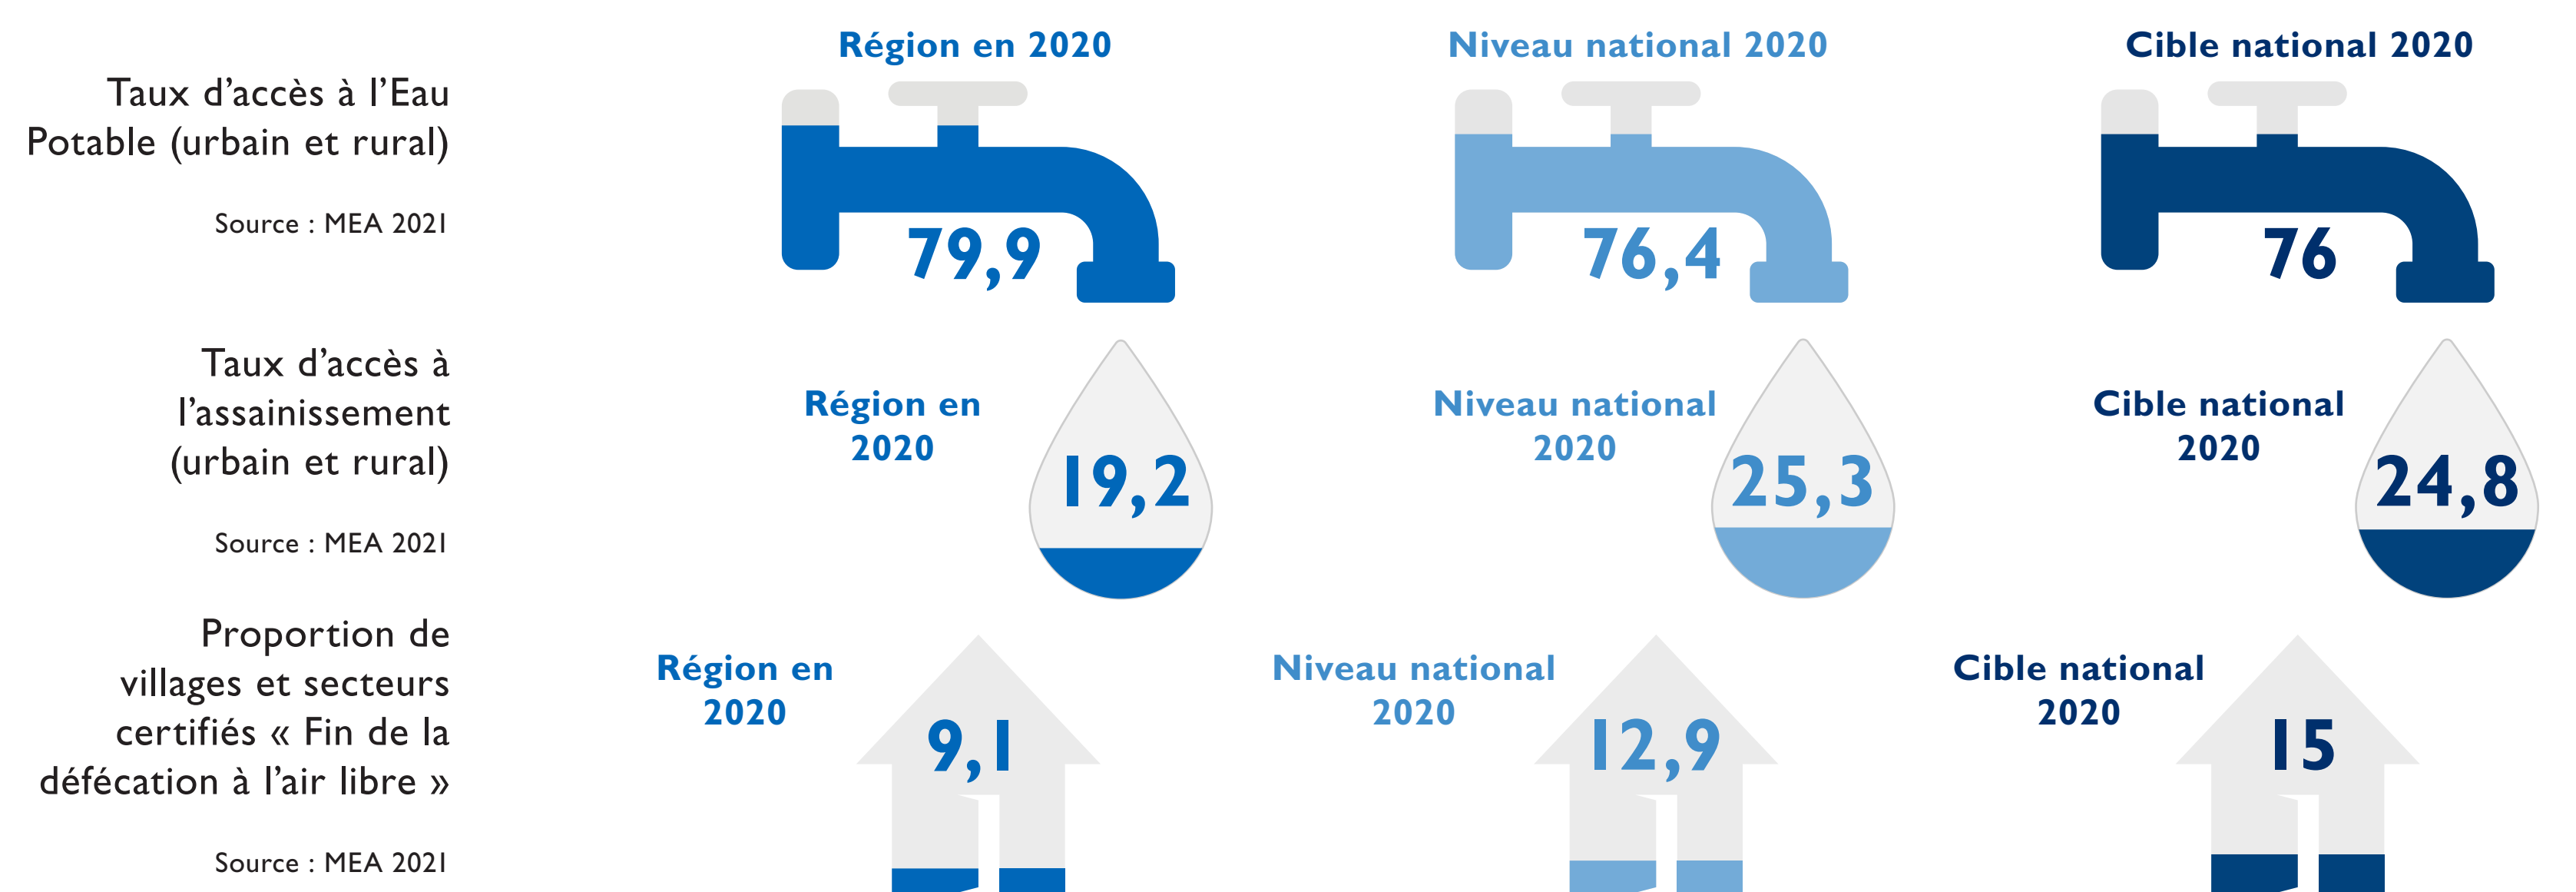 Taux d’accès à l’Eau
Potable (urbain et rural)
Source : MEA 2021
Région en 2020
79,9
Niveau national 2020
76,4
Cible national 2020
76
Taux d’accès à
l’assainissement
(urbain et rural)
Source : MEA 2021
Région en
2020
19,2
Niveau national
2020
25,3
Cible national
2020
24,8
Proportion de
villages et secteurs
certifiés « Fin de la
défécation à l’air libre »
Source : MEA 2021
Région en
2020
9,1
Niveau national
2020
12,9
Cible national
2020
15